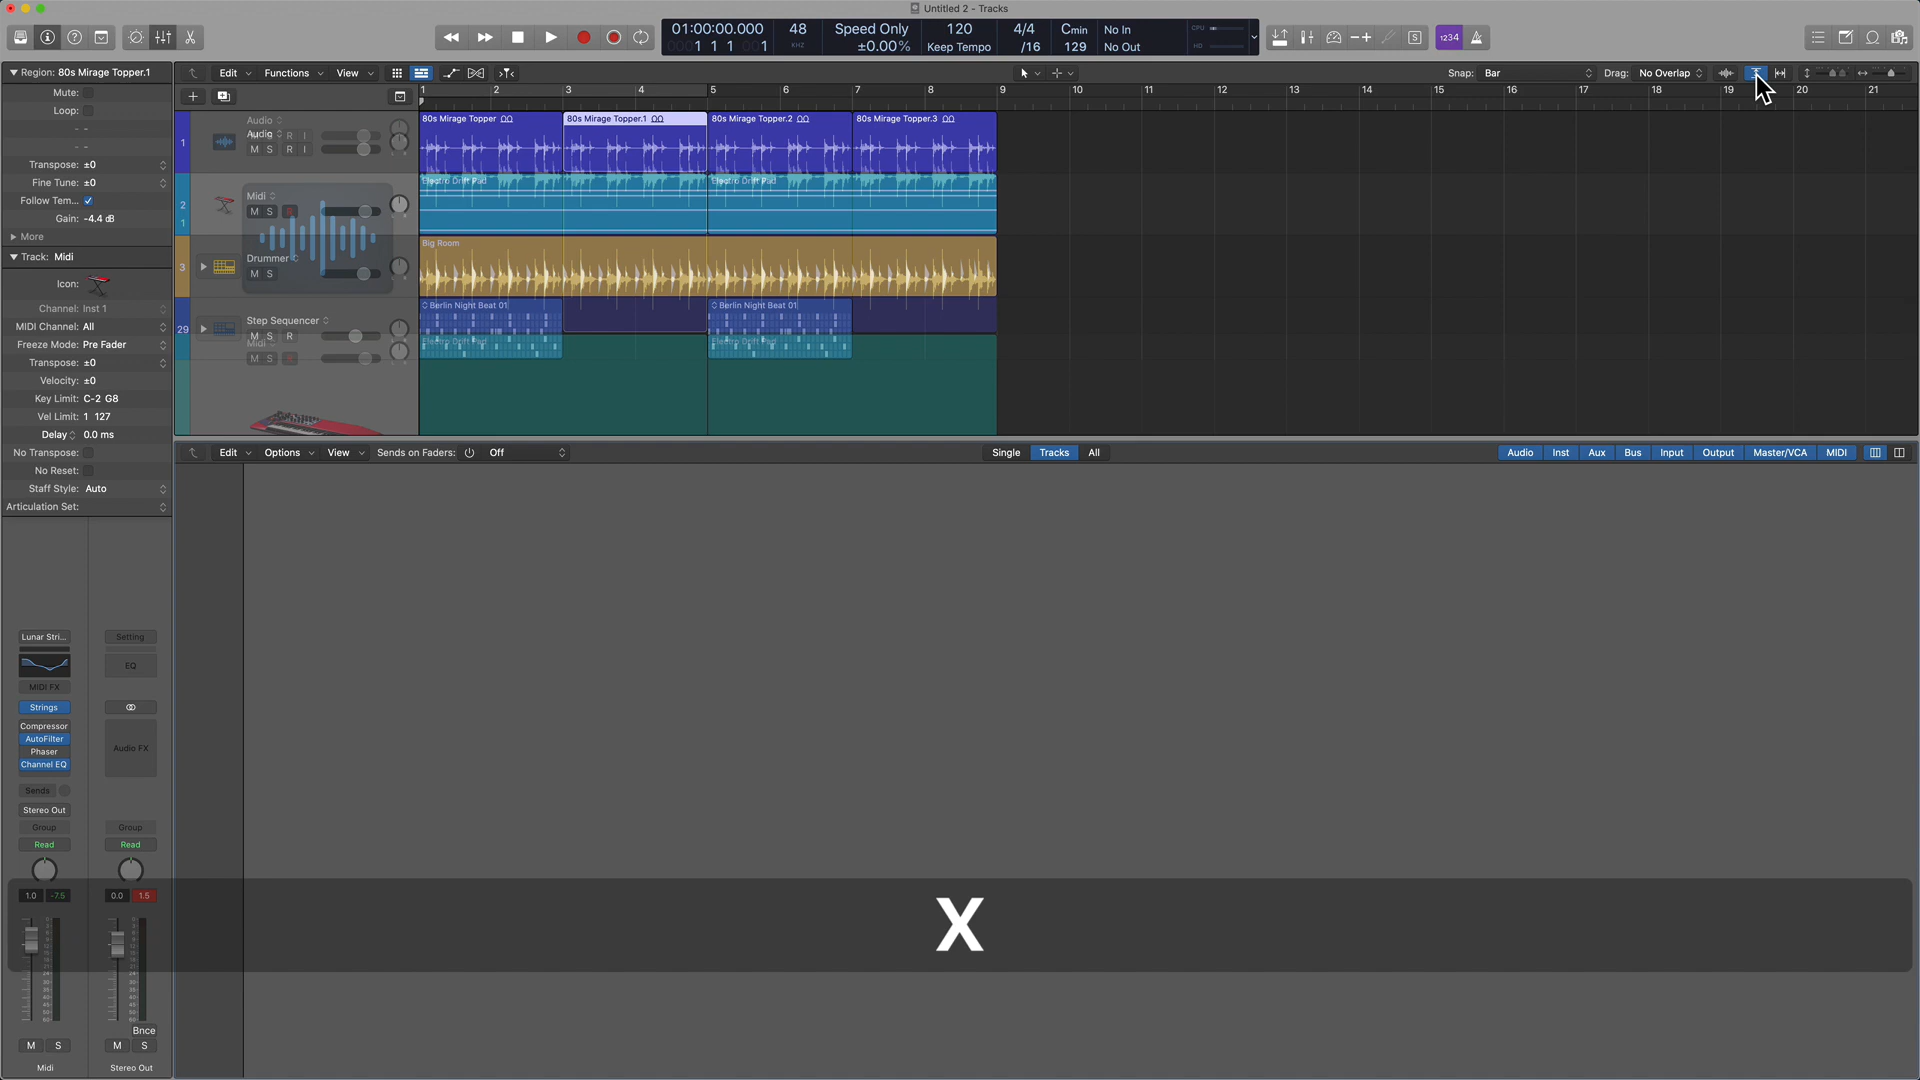 Untitled 2 - Tracks
1234
01:00:00.000 48 Speed Only 120 4/4 Cmin No In
0001 1 1 001 KHZ ±0.00% Keep Tempo /16 129 No Out
CPU
HD
Region: 80s Mirage Topper.1
Mute:
Loop:
- -
- -
Transpose: ±0
Fine Tune: ±0
Follow Tem...
Gain: -4.4 dB
More
Track: Midi
Icon:
Channel: Inst 1
MIDI Channel: All
Freeze Mode: Pre Fader
Transpose: ±0
Velocity: ±0
Key Limit: C-2 G8
Vel Limit: 1 127
Delay 0.0 ms
No Transpose:
No Reset:
Staff Style: Auto
Articulation Set:
Edit Functions View
Snap: Bar Drag: No Overlap
1 2 3 4 5 6 7 8 9 10 11 12 13 14 15 16 17 18 19 20 21
1 Audio
Audio
M S R I
80s Mirage Topper 80s Mirage Topper.1 80s Mirage Topper.2 80s Mirage Topper.3
2 Midi
1 M S R
Electro Drift Pad Electro Drift Pad
3 Drummer
M S
Big Room
29 Step Sequencer
M S R
Midi
M S
Berlin Night Beat 01 Berlin Night Beat 01
Electro Drift Pad Electro Drift Pad
Edit Options View Sends on Faders: Off
Single Tracks All
Audio Inst Aux Bus Input Output Master/VCA MIDI
Lunar Stri... Setting
EQ
MIDI FX
Strings
Compressor
AutoFilter
Phaser
Channel EQ
Audio FX
Sends
Stereo Out
Group Group
Read Read
1.0 -7.5 0.0 1.5
X
Bnce
M S M S
Midi Stereo Out